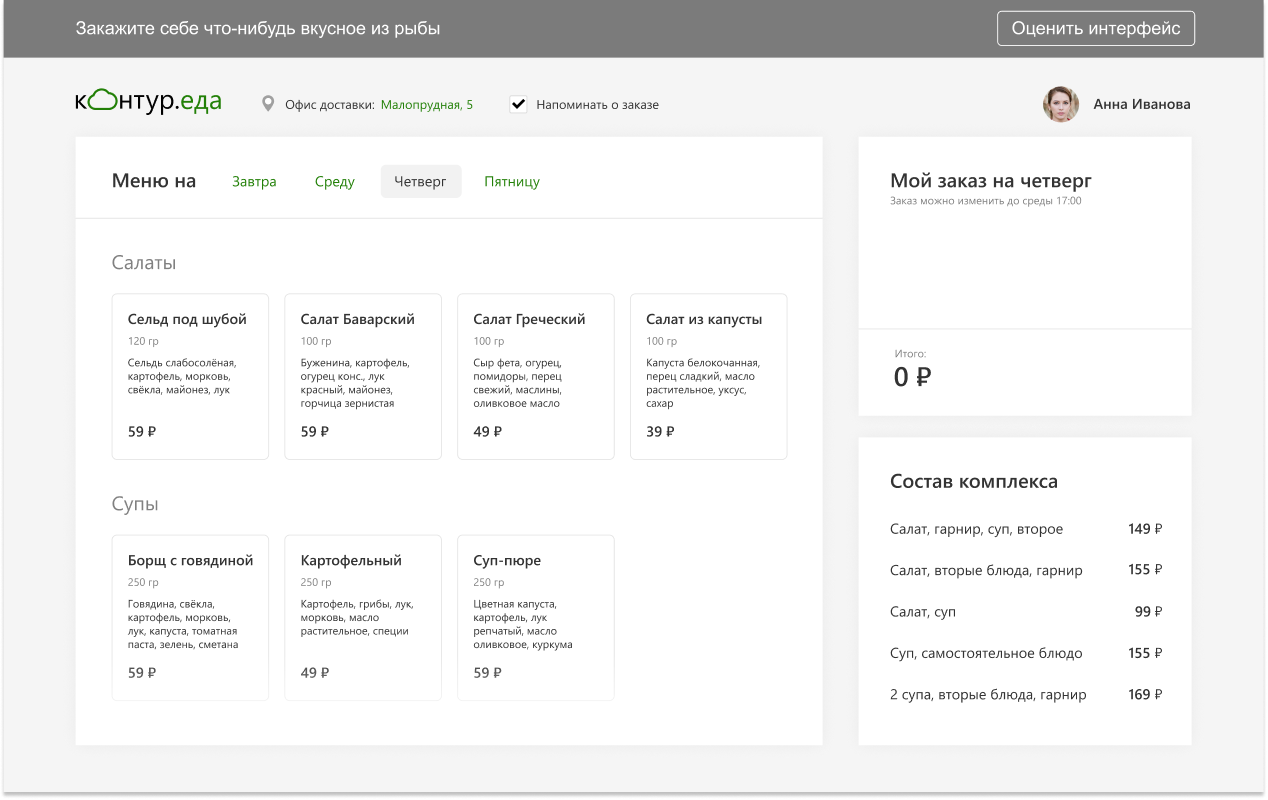 Закажите себе что-нибудь вкусное из рыбы
Оценить интерфейс
контур.еда
Офис доставки: Малопрудная, 5
Напоминать о заказе
Анна Иванова
Меню на
Завтра
Среду
Четверг
Пятницу
Салаты
Сельд под шубой
120 гр
Сельдь слабосолёная,
картофель, морковь,
свёкла, майонез, лук
59 ₽
Салат Баварский
100 гр
Буженина, картофель,
огурец конс., лук
красный, майонез,
горчица зернистая
59 ₽
Салат Греческий
100 гр
Сыр фета, огурец,
помидоры, перец
свежий, маслины,
оливковое масло
49 ₽
Салат из капусты
100 гр
Капуста белокочанная,
перец сладкий, масло
растительное, уксус,
сахар
39 ₽
Супы
Борщ с говядиной
250 гр
Говядина, свёкла,
картофель, морковь,
лук, капуста, томатная
паста, зелень, сметана
59 ₽
Картофельный
250 гр
Картофель, грибы, лук,
морковь, масло
растительное, специи
49 ₽
Суп-пюре
250 гр
Цветная капуста,
картофель, лук
репчатый, масло
оливковое, куркума
59 ₽
Мой заказ на четверг
Заказ можно изменить до среды 17:00
Итого:
0 ₽
Состав комплекса
Салат, гарнир, суп, второе 149 ₽
Салат, вторые блюда, гарнир 155 ₽
Салат, суп 99 ₽
Суп, самостоятельное блюдо 155 ₽
2 супа, вторые блюда, гарнир 169 ₽